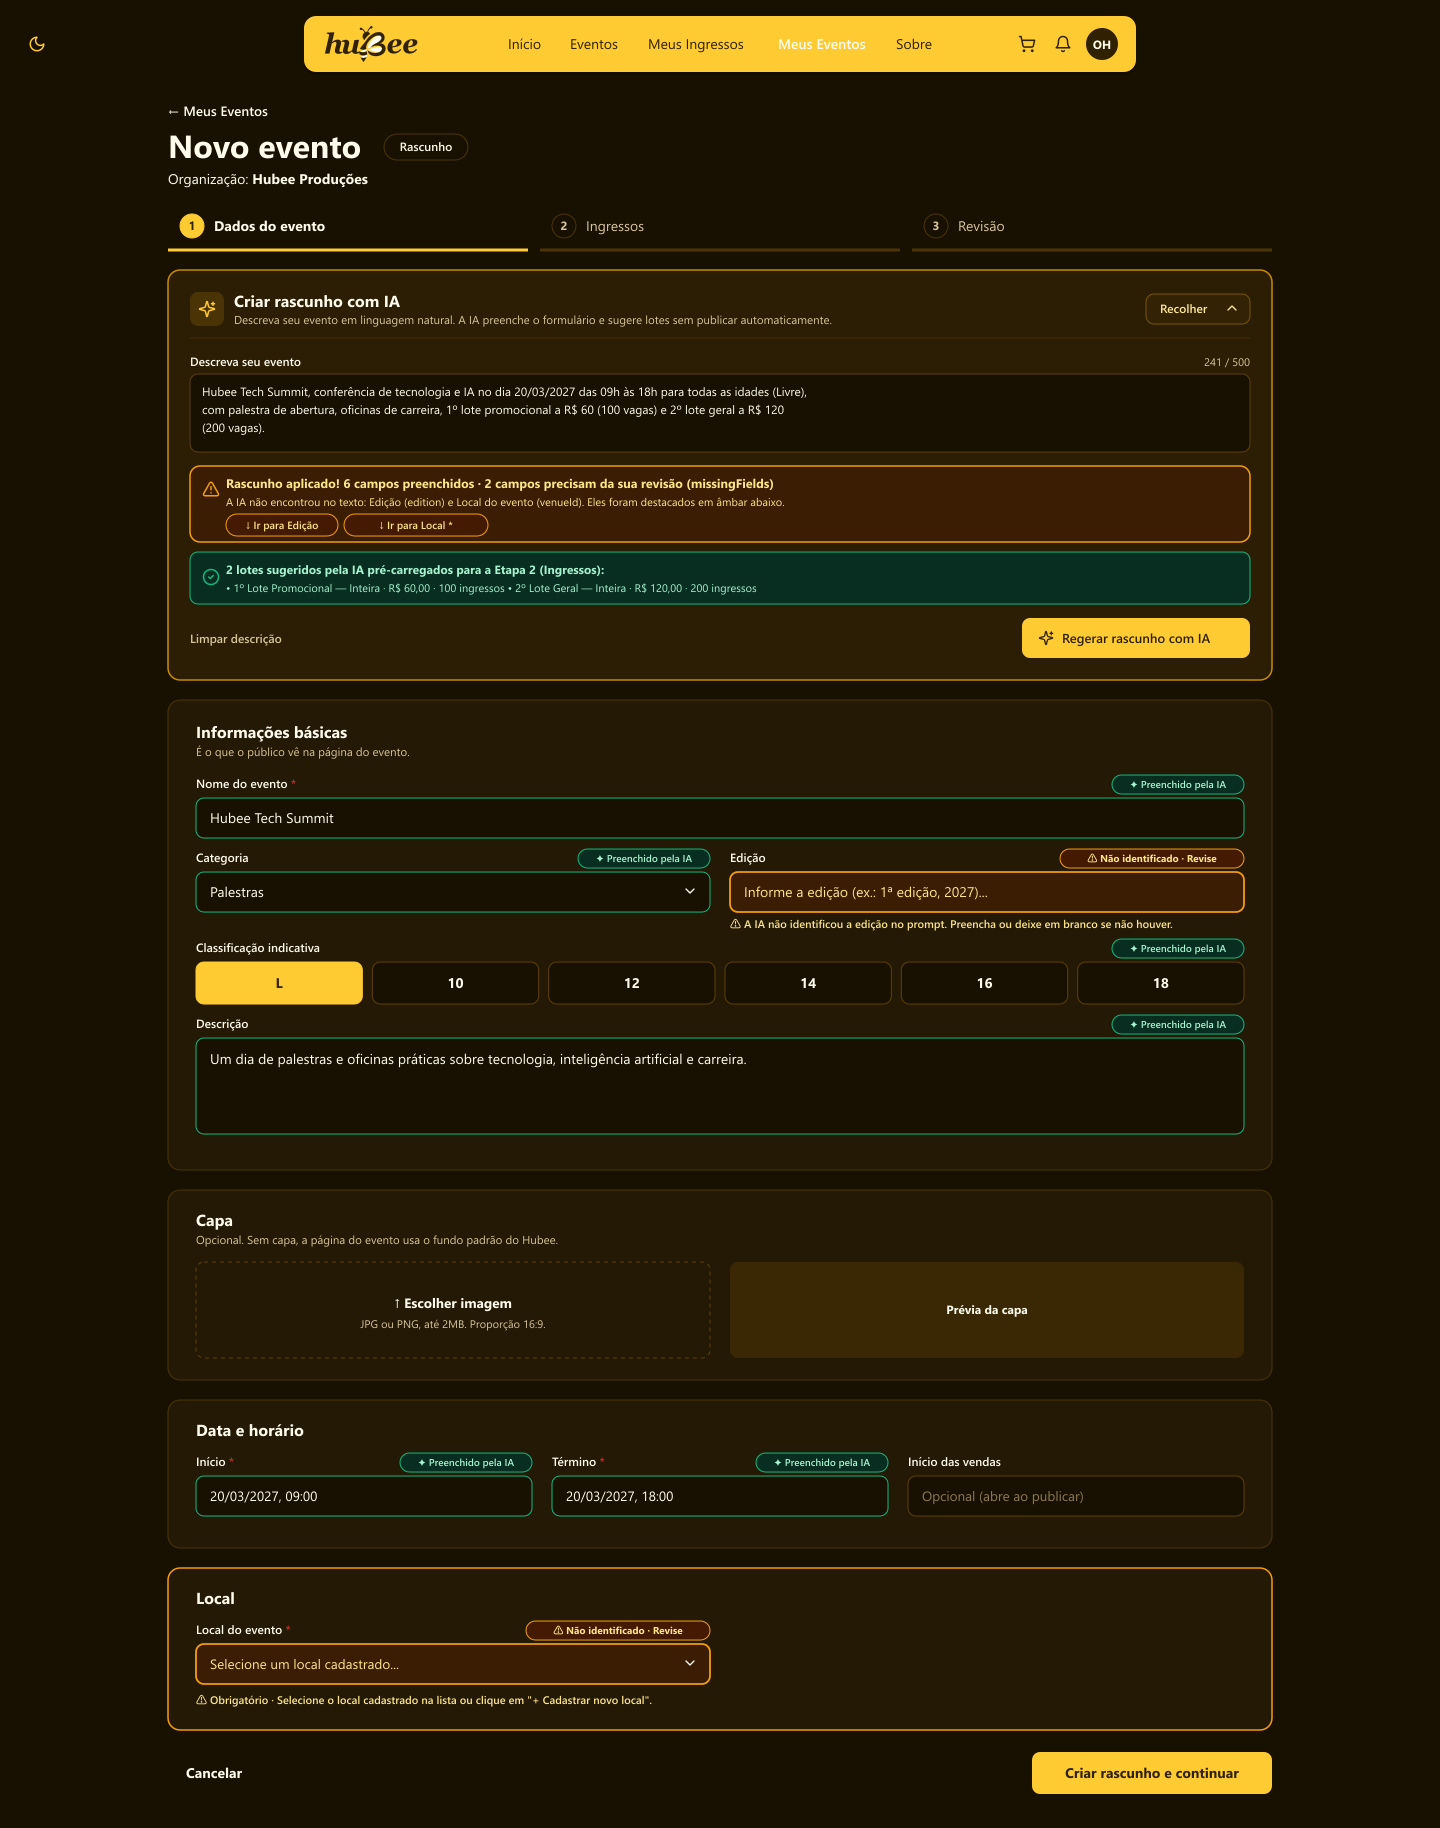 huBee
Início
Eventos
Meus Ingressos
Meus Eventos
Sobre
OH
← Meus Eventos
Novo evento
Rascunho
Organização: Hubee Produções
1 Dados do evento
2 Ingressos
3 Revisão
Criar rascunho com IA
Descreva seu evento em linguagem natural. A IA preenche o formulário e sugere lotes sem publicar automaticamente.
Recolher
Descreva seu evento
241 / 500
Hubee Tech Summit, conferência de tecnologia e IA no dia 20/03/2027 das 09h às 18h para todas as idades (Livre),
com palestra de abertura, oficinas de carreira, 1º lote promocional a R$ 60 (100 vagas) e 2º lote geral a R$ 120
(200 vagas).
Rascunho aplicado! 6 campos preenchidos · 2 campos precisam da sua revisão (missingFields)
A IA não encontrou no texto: Edição (edition) e Local do evento (venueId). Eles foram destacados em âmbar abaixo.
↓ Ir para Edição
↓ Ir para Local *
2 lotes sugeridos pela IA pré-carregados para a Etapa 2 (Ingressos):
• 1º Lote Promocional — Inteira · R$ 60,00 · 100 ingressos • 2º Lote Geral — Inteira · R$ 120,00 · 200 ingressos
Limpar descrição
Regerar rascunho com IA
Informações básicas
É o que o público vê na página do evento.
Nome do evento *
✦ Preenchido pela IA
Hubee Tech Summit
Categoria
✦ Preenchido pela IA
Edição
⚠ Não identificado · Revise
Palestras
Informe a edição (ex.: 1ª edição, 2027)...
⚠ A IA não identificou a edição no prompt. Preencha ou deixe em branco se não houver.
Classificação indicativa
✦ Preenchido pela IA
L
10
12
14
16
18
Descrição
✦ Preenchido pela IA
Um dia de palestras e oficinas práticas sobre tecnologia, inteligência artificial e carreira.
Capa
Opcional. Sem capa, a página do evento usa o fundo padrão do Hubee.
↑ Escolher imagem
JPG ou PNG, até 2MB. Proporção 16:9.
Prévia da capa
Data e horário
Início *
✦ Preenchido pela IA
Término *
✦ Preenchido pela IA
Início das vendas
20/03/2027, 09:00
20/03/2027, 18:00
Opcional (abre ao publicar)
Local
Local do evento *
⚠ Não identificado · Revise
Selecione um local cadastrado...
⚠ Obrigatório · Selecione o local cadastrado na lista ou clique em "+ Cadastrar novo local".
Cancelar
Criar rascunho e continuar